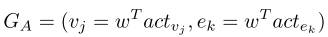 $G_A = (v_j = w^T act_{v_j}, e_k = w^T act_{e_k})$